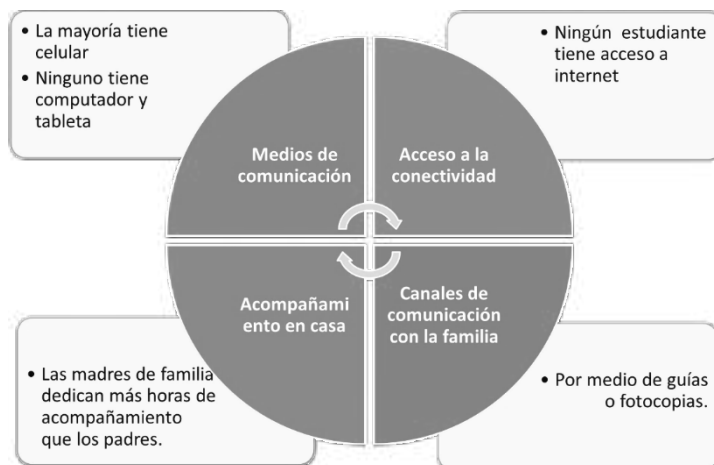 • La mayoría tiene
celular
• Ninguno tiene
computador y
tableta
• Ningún estudiante
tiene acceso a
internet
Medios de
comunicación
Acceso a la
conectividad
Acompañami
ento en casa
Canales de
comunicación
con la familia
• Las madres de familia
dedican más horas de
acompañamiento
que los padres.
• Por medio de guías
o fotocopias.